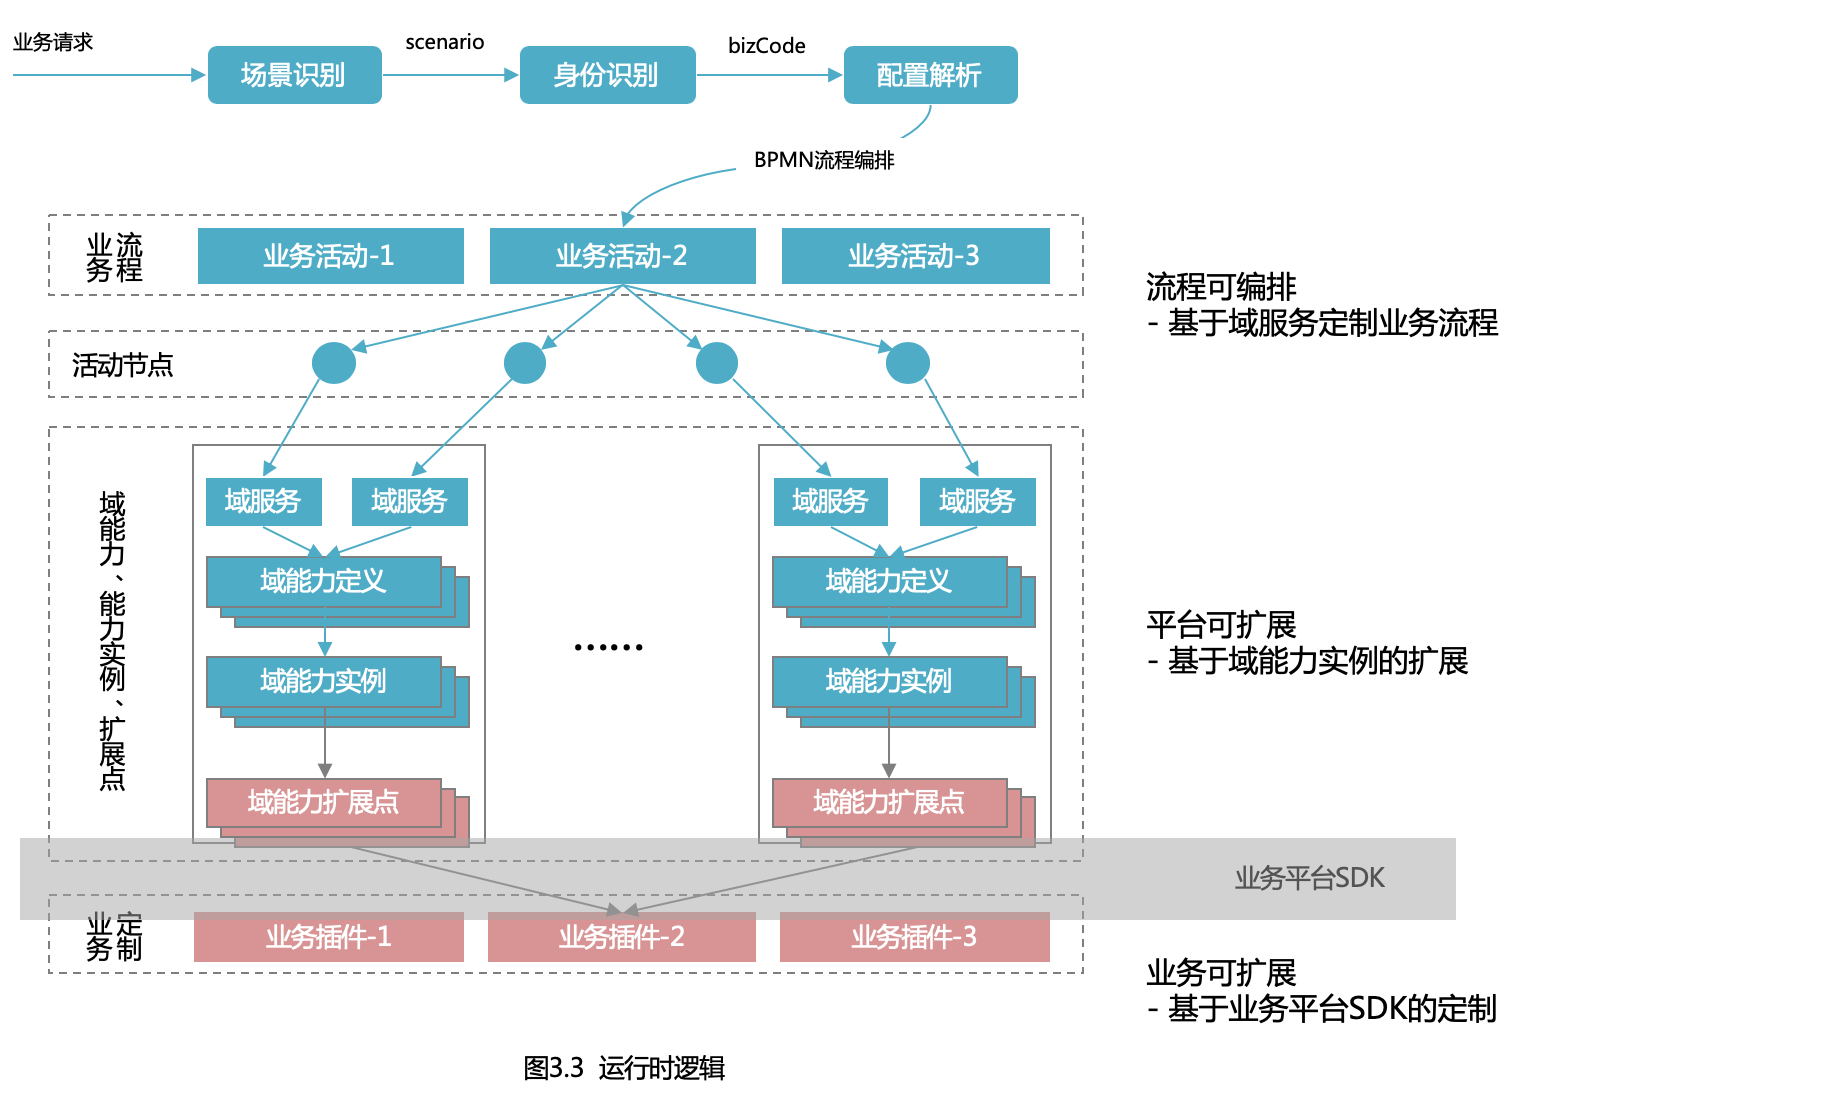 业务请求
scenario
bizCode
场景识别
身份识别
配置解析
BPMN流程编排
业务
流程
业务活动-1
业务活动-2
业务活动-3
流程可编排
- 基于域服务定制业务流程
活动节点
域能力、能力实例、扩展点
域服务
域服务
域服务
域服务
域能力定义
域能力定义
平台可扩展
- 基于域能力实例的扩展
......
域能力实例
域能力实例
域能力扩展点
域能力扩展点
业务平台SDK
业务
定制
业务插件-1
业务插件-2
业务插件-3
业务可扩展
- 基于业务平台SDK的定制
图3.3 运行时逻辑